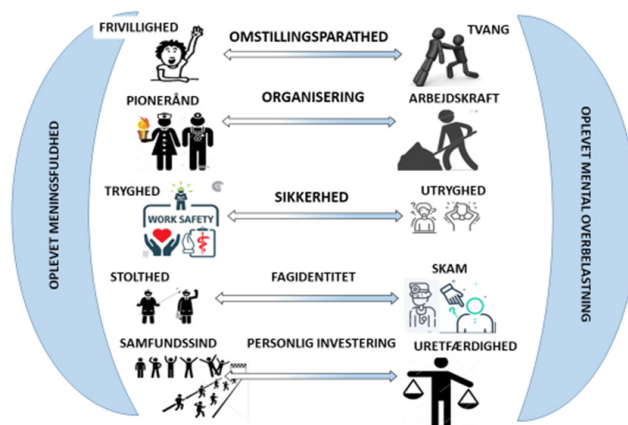 FRIVILLIGHED
OMSTILLINGSPARATHED
TVANG
PIONERÅND
ORGANISERING
ARBEJDSKRAFT
TRYGHED
WORK SAFETY
SIKKERHED
UTRYGHED
STOLTHED
FAGIDENTITET
SKAM
SAMFUNDSSIND
PERSONLIG INVESTERING
URETFÆRDIGHED
OPLEVET MENINGSFULDHED
OPLEVET MENTAL OVERBELASTNING